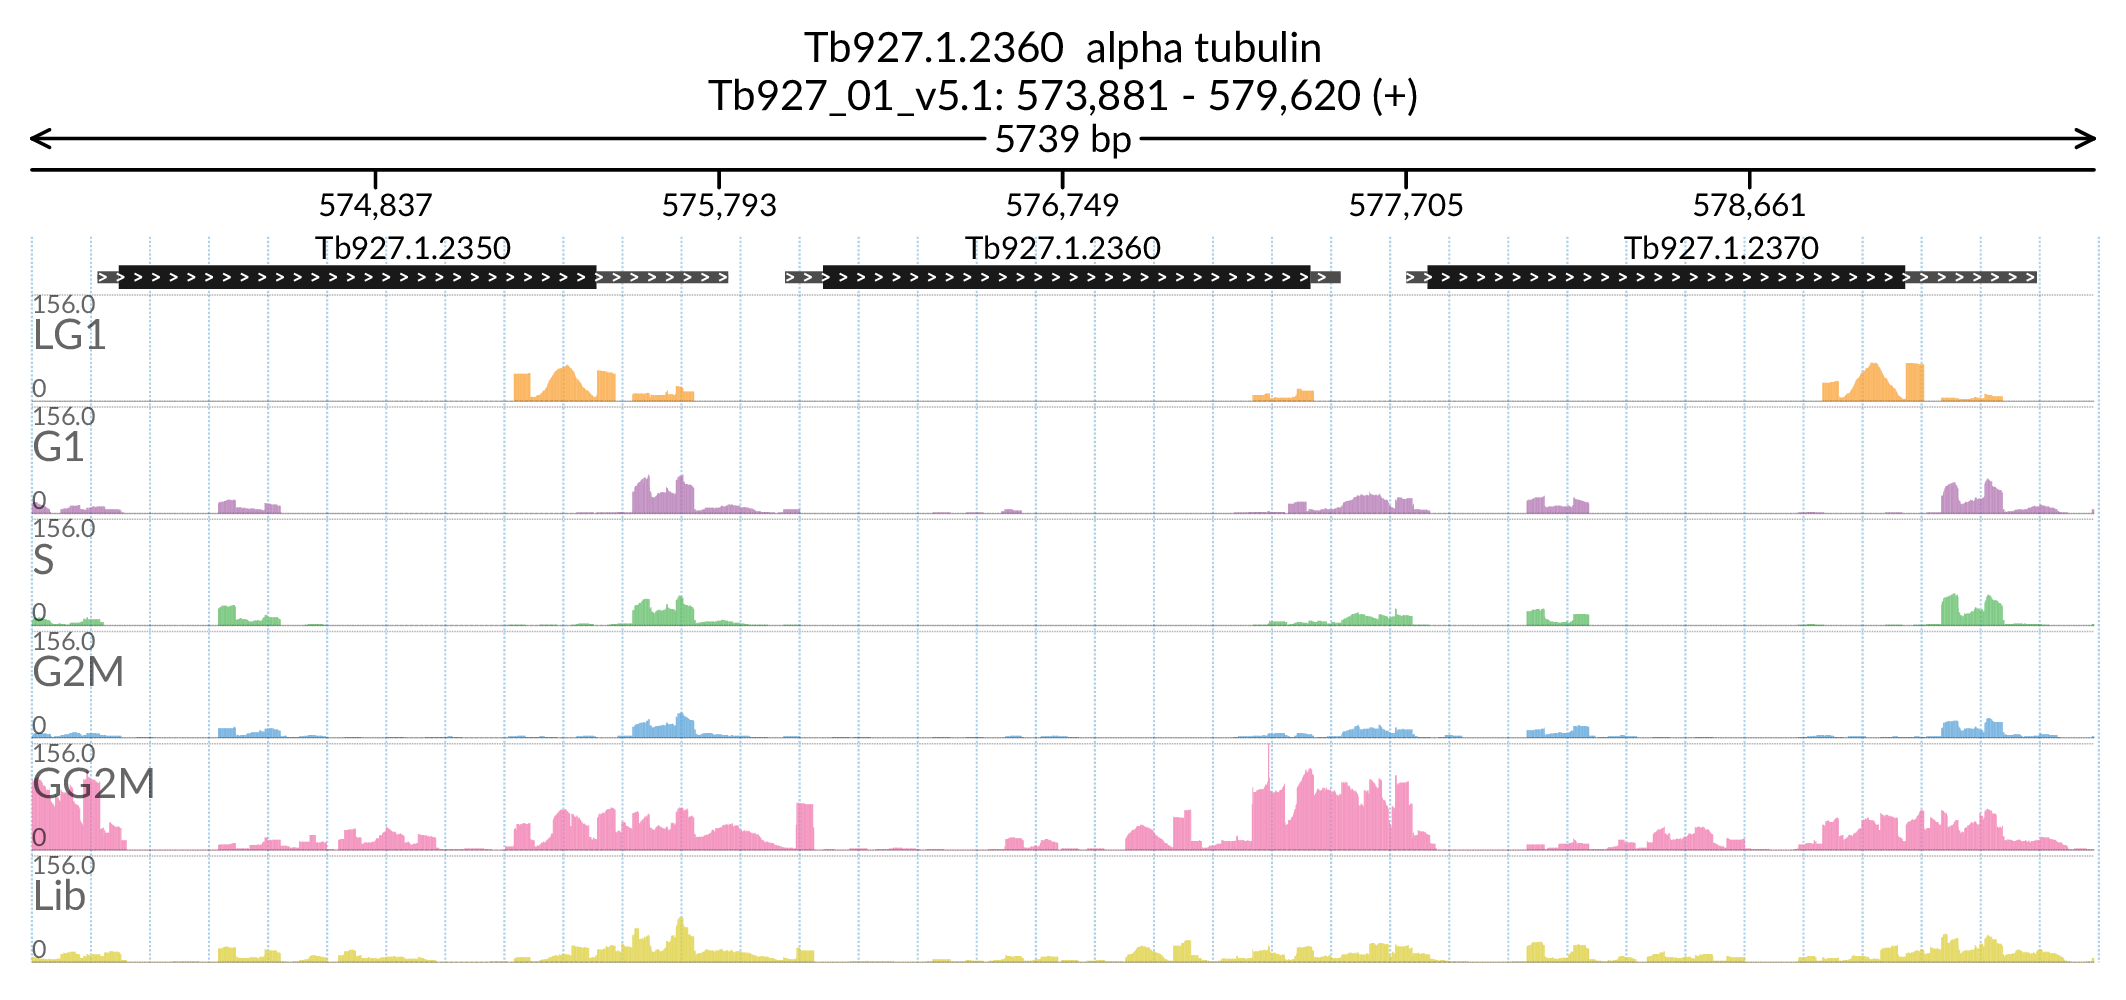 Tb927.1.2360 alpha tubulin
Tb927_01_v5.1: 573,881 - 579,620 (+)
5739 bp
574,837 575,793 576,749 577,705 578,661
Tb927.1.2350 Tb927.1.2360 Tb927.1.2370
156.0
LG1
0
156.0
G1
0
156.0
S
0
156.0
G2M
0
156.0
GG2M
0
156.0
Lib
0